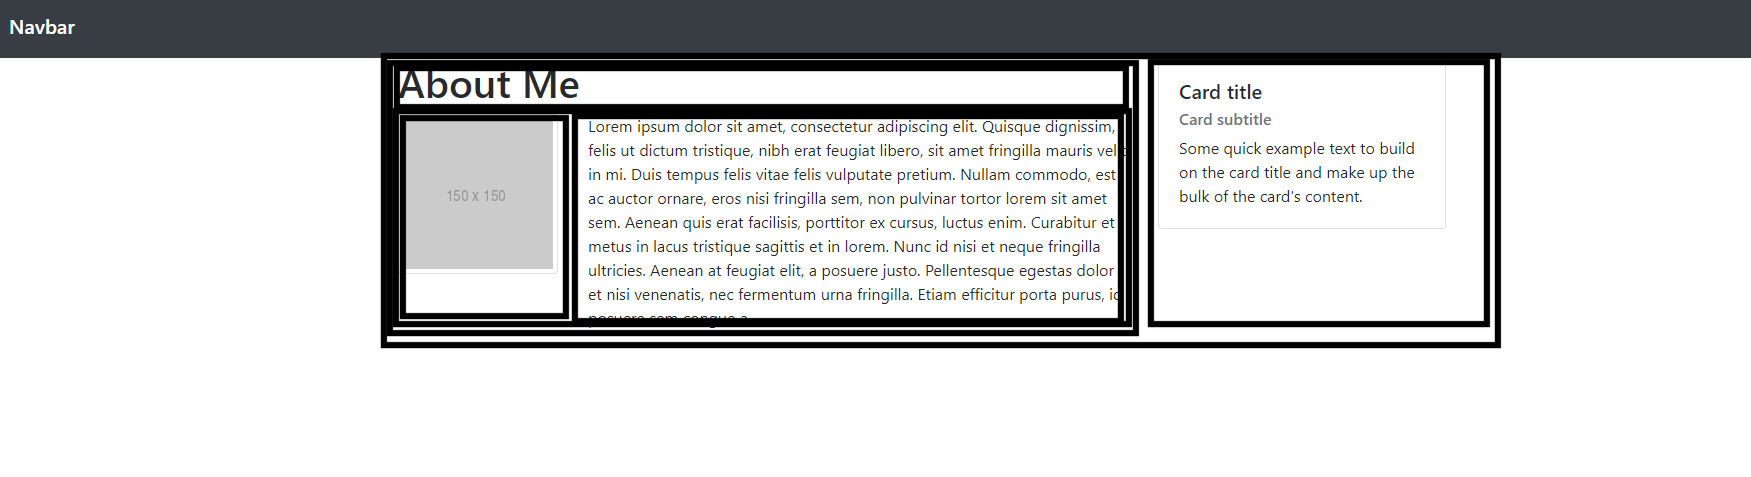 Navbar
About Me
150 x 150
Lorem ipsum dolor sit amet, consectetur adipiscing elit. Quisque dignissim,
felis ut dictum tristique, nibh erat feugiat libero, sit amet fringilla mauris velit
in mi. Duis tempus felis vitae felis vulputate pretium. Nullam commodo, est
ac auctor ornare, eros nisi fringilla sem, non pulvinar tortor lorem sit amet
sem. Aenean quis erat facilisis, porttitor ex cursus, luctus enim. Curabitur et
metus in lacus tristique sagittis et in lorem. Nunc id nisi et neque fringilla
ultricies. Aenean at feugiat elit, a posuere justo. Pellentesque egestas dolor
et nisi venenatis, nec fermentum urna fringilla. Etiam efficitur porta purus, id
posuere sem congue a.
Card title
Card subtitle
Some quick example text to build
on the card title and make up the
bulk of the card's content.